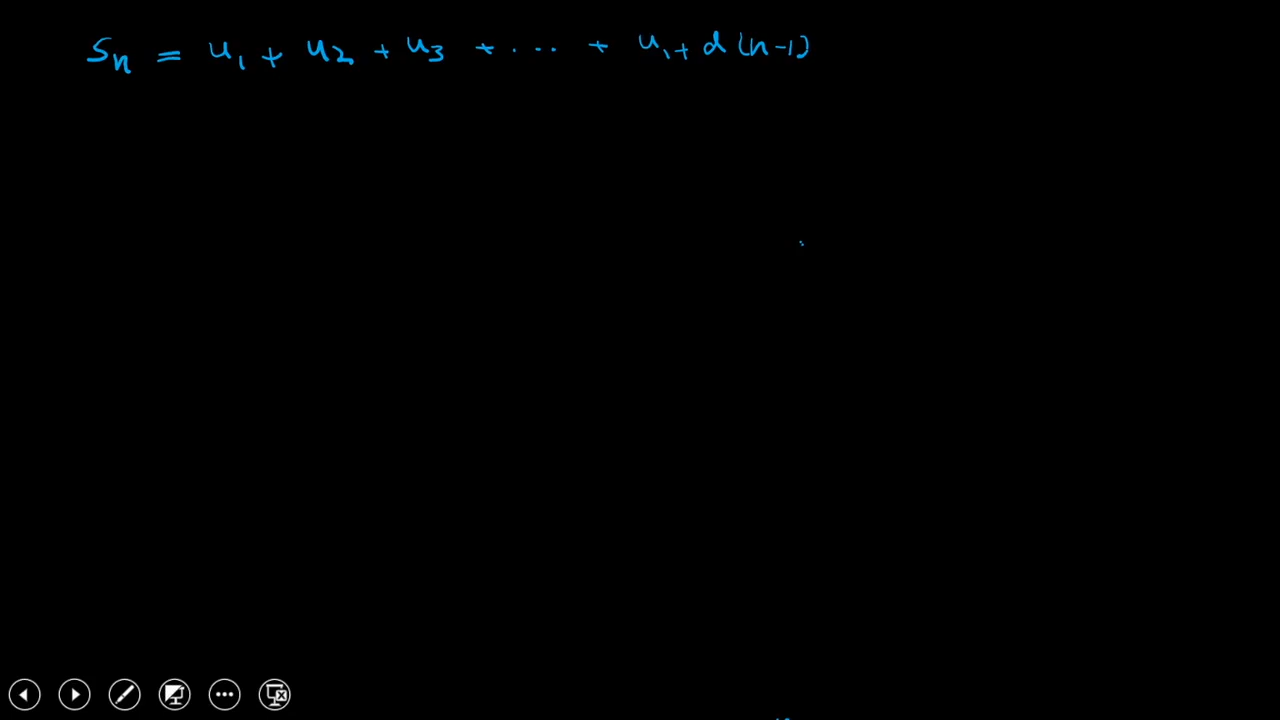 Sn = u1 + u2 + u3 + ... + u1 + d(n-1)